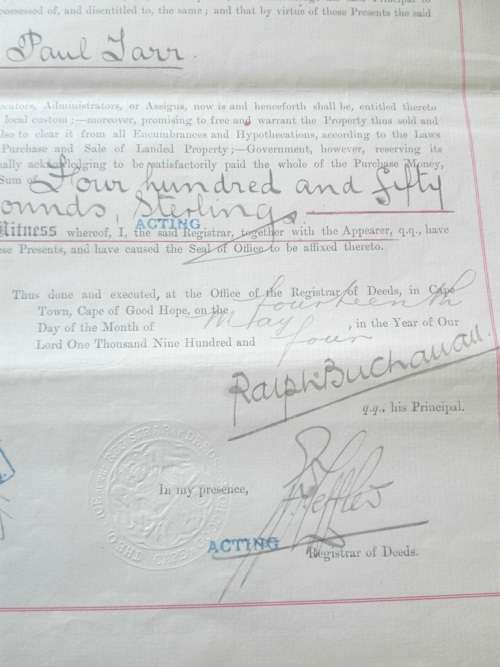 possessed of, and disentitled to, the same; and that by virtue of these Presents the said
Paul Tarr
Executors, Administrators, or Assigns, now is and henceforth shall be, entitled thereto
local custom;—moreover, promising to free and warrant the Property thus sold and
also to clear it from all Encumbrances and Hypothecations, according to the Laws
Purchase and Sale of Landed Property;—Government, however, reserving its
ually acknowledging to be satisfactorily paid the whole of the Purchase Money,
Sum of Four hundred and fifty
ounds, Sterling,
ACTING
Witness whereof, I, the said Registrar, together with the Appearer, q.q., have
se Presents, and have caused the Seal of Office to be affixed thereto.
Thus done and executed, at the Office of the Registrar of Deeds, in Cape
Town, Cape of Good Hope, on the fourteenth
Day of the Month of May, in the Year of Our
Lord One Thousand Nine Hundred and four
Ralph Buchanan.
q.q., his Principal.
In my presence,
ACTING
Registrar of Deeds.